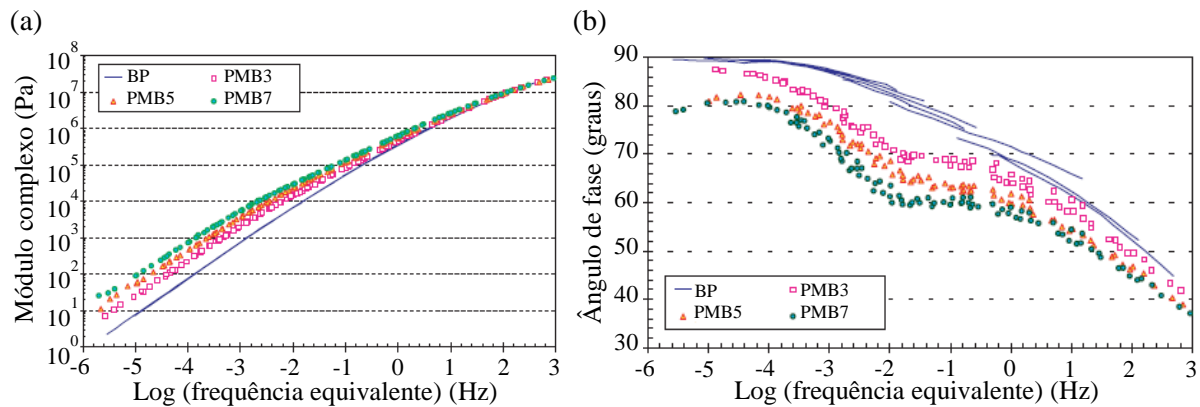 (a)
Módulo complexo (Pa)
10^8
10^7
10^6
10^5
10^4
10^3
10^2
10^1
10^0
BP
PMB3
PMB5
PMB7
-6 -5 -4 -3 -2 -1 0 1 2 3
Log (frequência equivalente) (Hz)
(b)
Ângulo de fase (graus)
90
80
70
60
50
40
30
BP
PMB3
PMB5
PMB7
-6 -5 -4 -3 -2 -1 0 1 2 3
Log (frequência equivalente) (Hz)